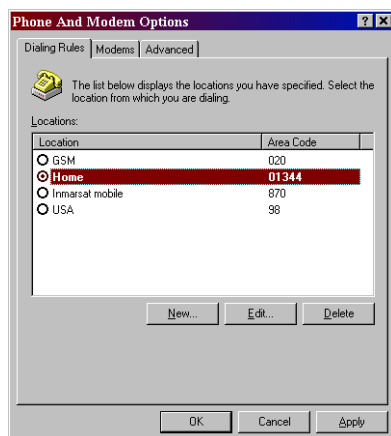 Phone And Modem Options
Dialing Rules Modems Advanced
The list below displays the locations you have specified. Select the
location from which you are dialing.
Locations:
Location Area Code
GSM 020
Home 01344
Inmarsat mobile 870
USA 98
New... Edit... Delete
OK Cancel Apply